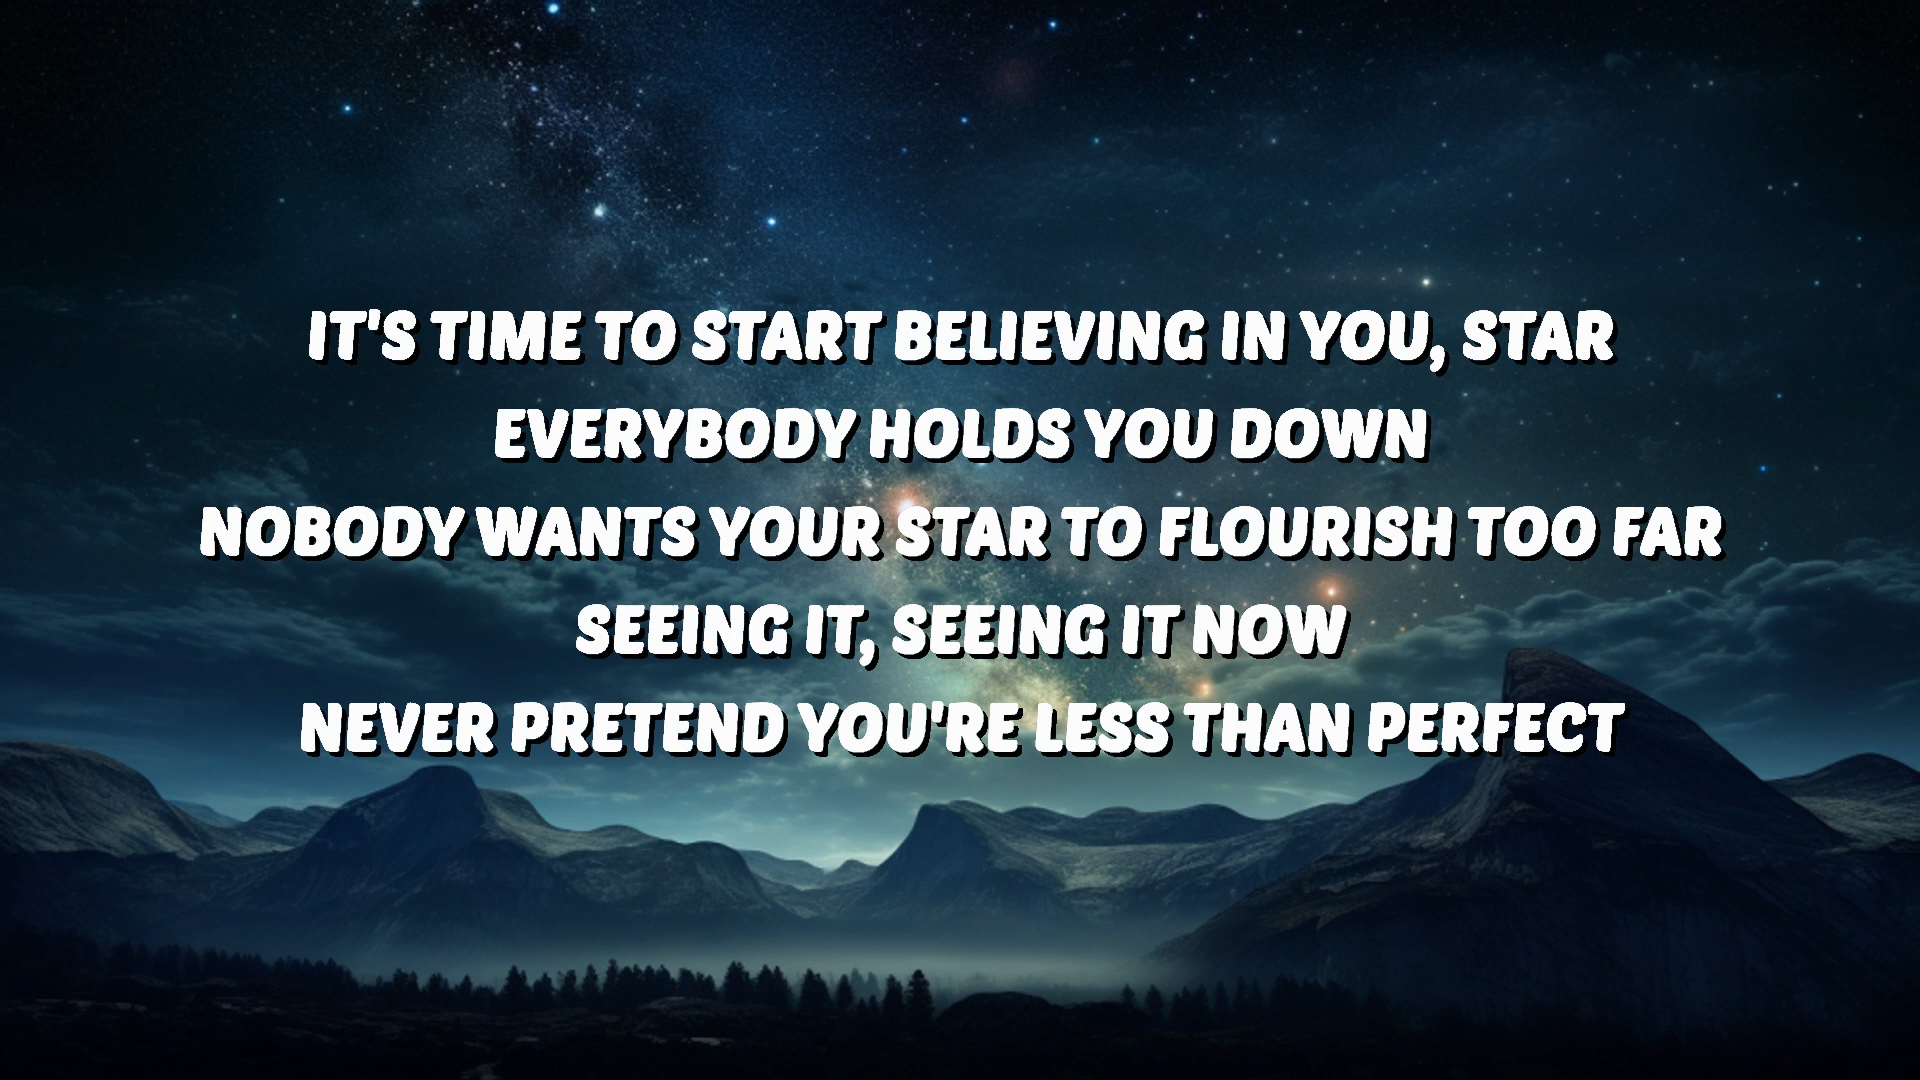 IT'S TIME TO START BELIEVING IN YOU, STAR
EVERYBODY HOLDS YOU DOWN
NOBODY WANTS YOUR STAR TO FLOURISH TOO FAR
SEEING IT, SEEING IT NOW
NEVER PRETEND YOU'RE LESS THAN PERFECT